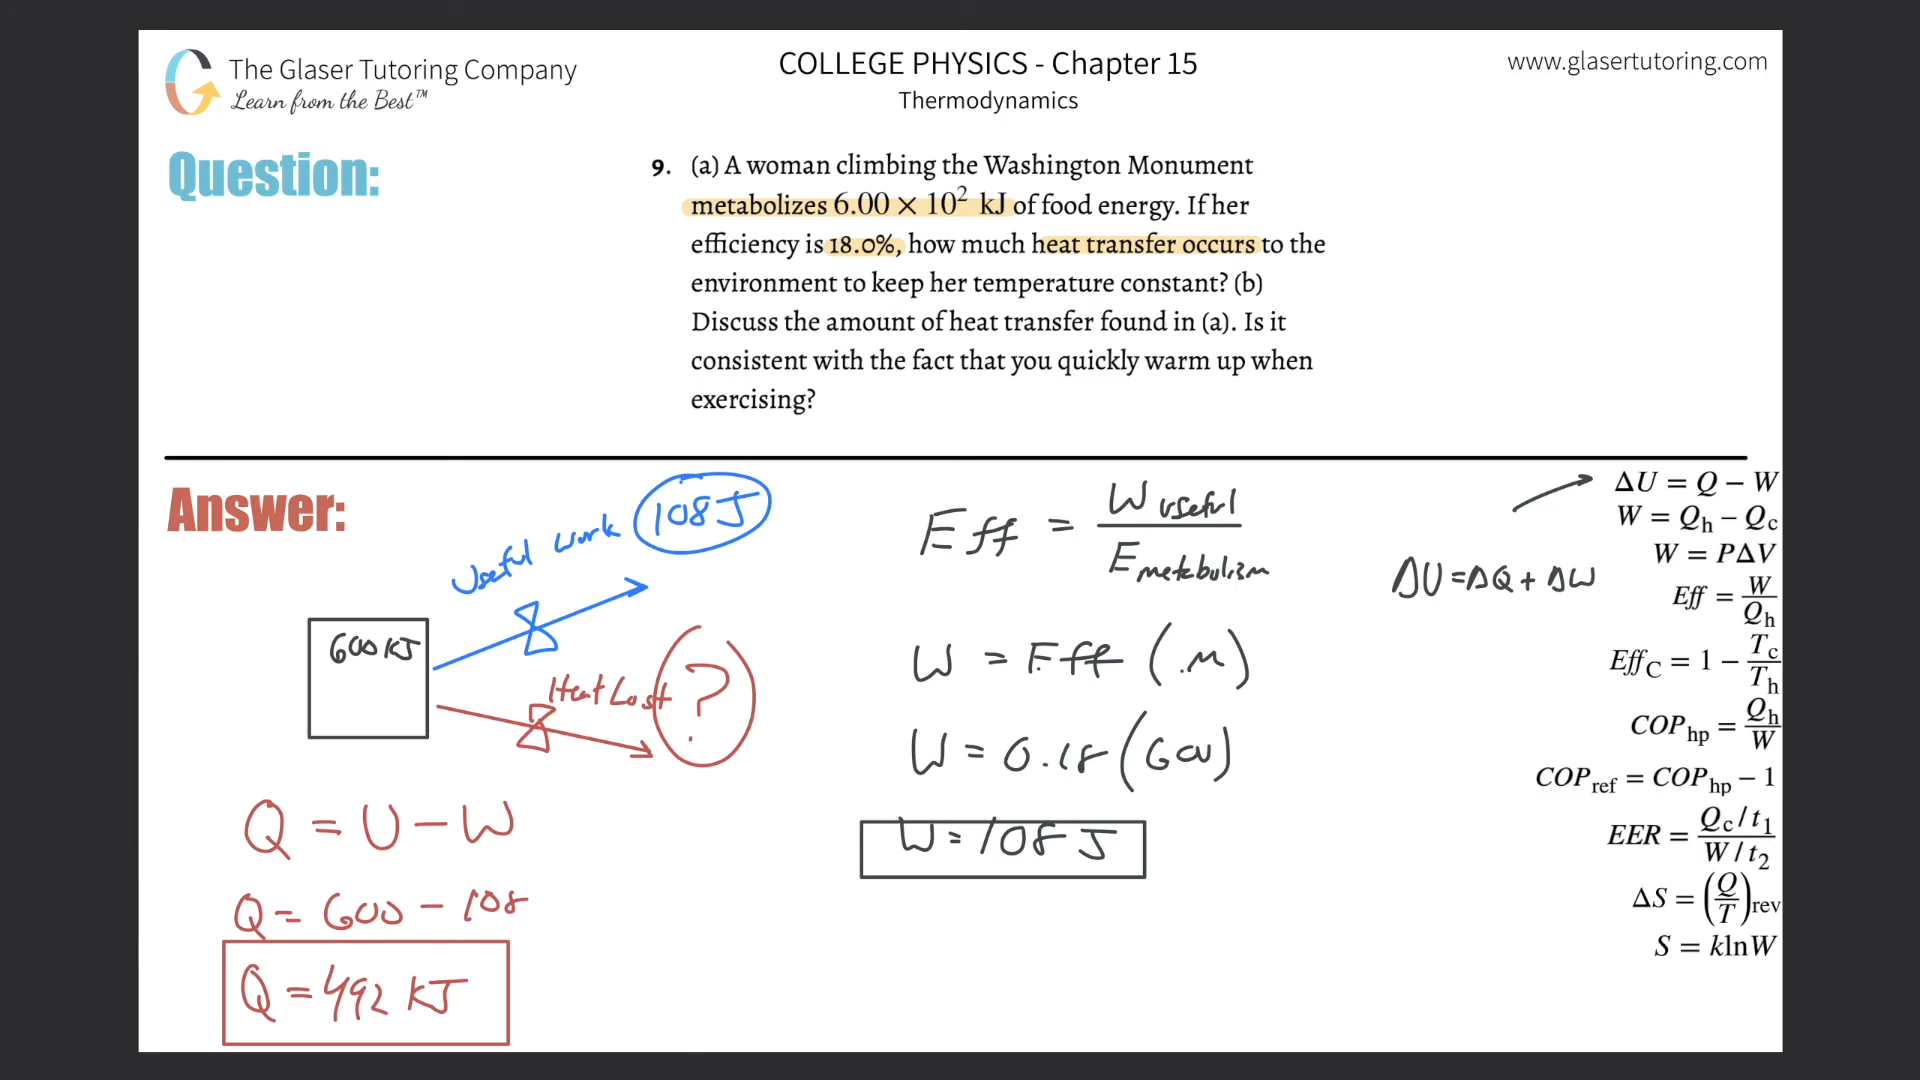 The Glaser Tutoring Company
Learn from the Best™
COLLEGE PHYSICS - Chapter 15
Thermodynamics
www.glasertutoring.com
Question:
9. (a) A woman climbing the Washington Monument
metabolizes 6.00 × 10² kJ of food energy. If her
efficiency is 18.0%, how much heat transfer occurs to the
environment to keep her temperature constant? (b)
Discuss the amount of heat transfer found in (a). Is it
consistent with the fact that you quickly warm up when
exercising?
Answer:
Useful Work 108 J
600 KJ
Heat Lost ?
Q = U - W
Q = 600 - 108
Q = 492 KJ
Eff = W useful / E metabolism
W = Eff (M)
W = 0.18 (600)
W = 108 J
ΔU = ΔQ + ΔW
ΔU = Q − W
W = Qh − Qc
W = PΔV
Eff = W / Qh
EffC = 1 − Tc / Th
COPhp = Qh / W
COPref = COPhp − 1
EER = Qc / t1 / W / t2
ΔS = (Q / T)rev
S = klnW